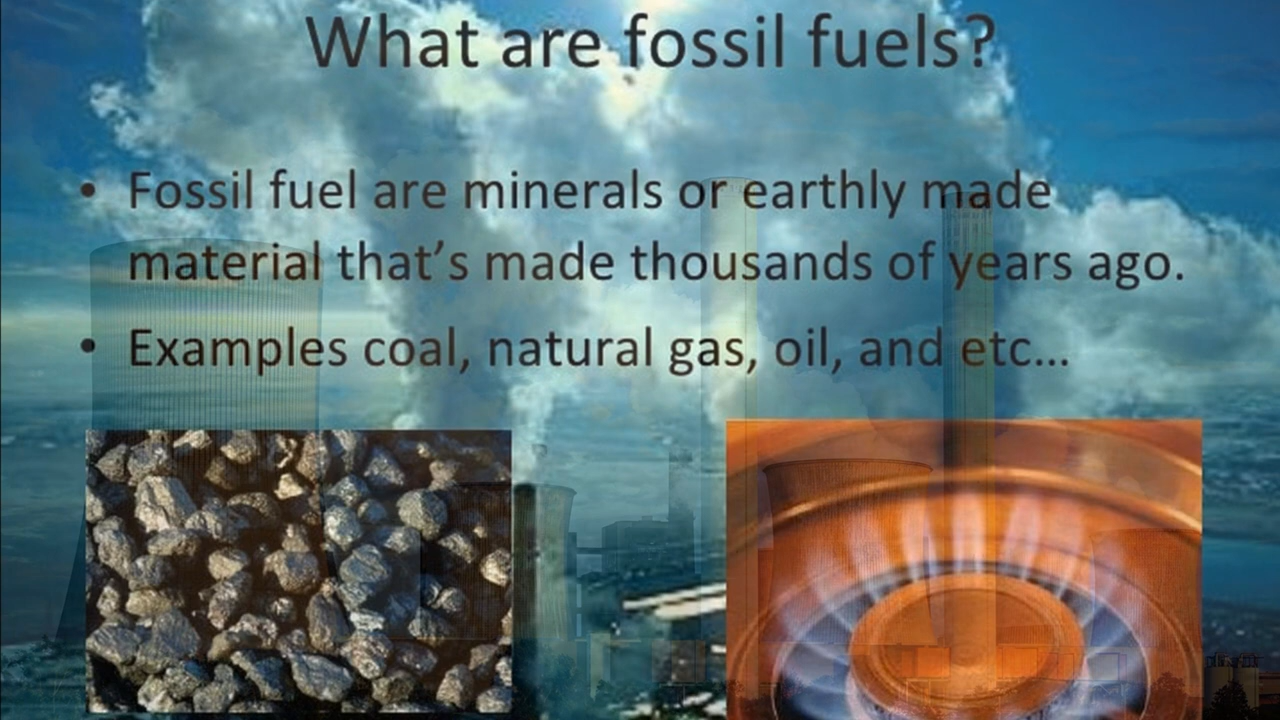 What are fossil fuels?
• Fossil fuel are minerals or earthly made
material that’s made thousands of years ago.
• Examples coal, natural gas, oil, and etc...